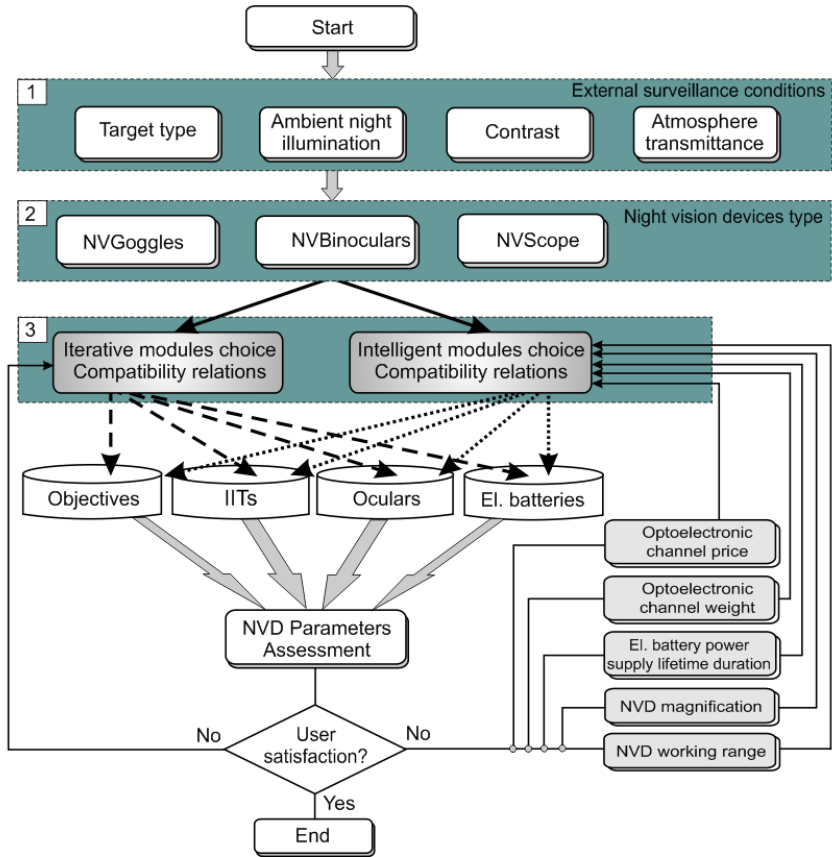 Start
1
External surveillance conditions
Target type
Ambient night
illumination
Contrast
Atmosphere
transmittance
2
Night vision devices type
NVGoggles
NVBinoculars
NVScope
3
Iterative modules choice
Compatibility relations
Intelligent modules choice
Compatibility relations
Objectives
IITs
Oculars
El. batteries
Optoelectronic
channel price
Optoelectronic
channel weight
NVD Parameters
Assessment
El. battery power
supply lifetime duration
NVD magnification
No
User
satisfaction?
No
NVD working range
Yes
End